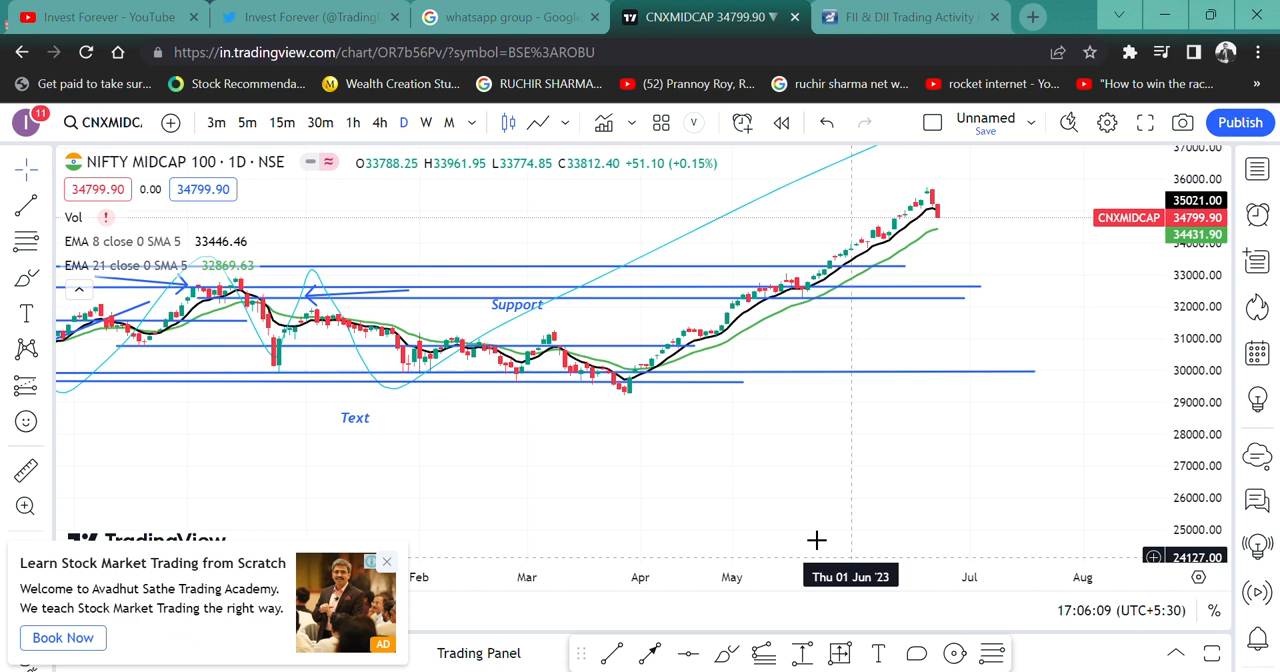 Invest Forever - YouTube
Invest Forever (@TradingL
whatsapp group - Google
CNXMIDCAP 34799.90 ▼
FII & DII Trading Activity
https://in.tradingview.com/chart/OR7b56Pv/?symbol=BSE%3AROBU
Get paid to take sur... Stock Recommenda... Wealth Creation Stu... RUCHIR SHARMA... (52) Prannoy Roy, R... ruchir sharma net w... rocket internet - Yo... "How to win the rac... »
I 11 CNXMIDC 3m 5m 15m 30m 1h 4h D W M V Unnamed Save Publish
NIFTY MIDCAP 100 · 1D · NSE O33788.25 H33961.95 L33774.85 C33812.40 +51.10 (+0.15%)
34799.90 0.00 34799.90
Vol
EMA 8 close 0 SMA 5 33446.46
EMA 21 close 0 SMA 5 32869.63
Support
Text
37000.00
36000.00
35021.00
CNXMIDCAP 34799.90
34431.90
33000.00
32000.00
31000.00
30000.00
29000.00
28000.00
27000.00
26000.00
25000.00
24127.00
TradingView
Feb Mar Apr May Thu 01 Jun '23 Jul Aug
17:06:09 (UTC+5:30) %
Learn Stock Market Trading from Scratch
Welcome to Avadhut Sathe Trading Academy.
We teach Stock Market Trading the right way.
Book Now
AD
Trading Panel
T